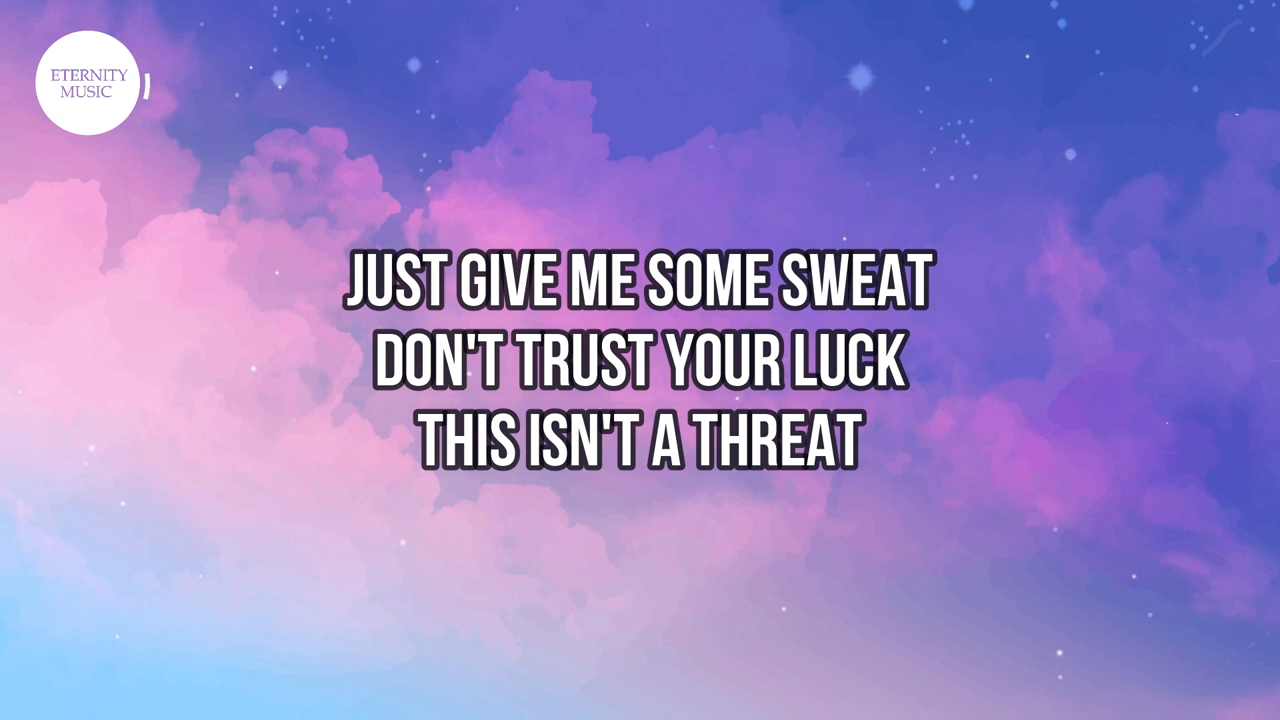 ETERNITY
MUSIC
JUST GIVE ME SOME SWEAT
DON'T TRUST YOUR LUCK
THIS ISN'T A THREAT